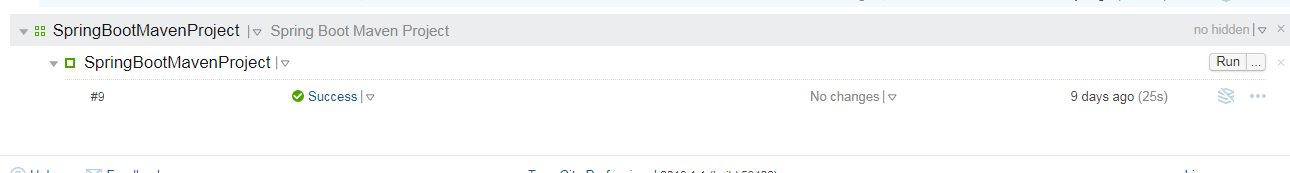 SpringBootMavenProject Spring Boot Maven Project no hidden
SpringBootMavenProject Run ...
#9 Success No changes 9 days ago (25s)